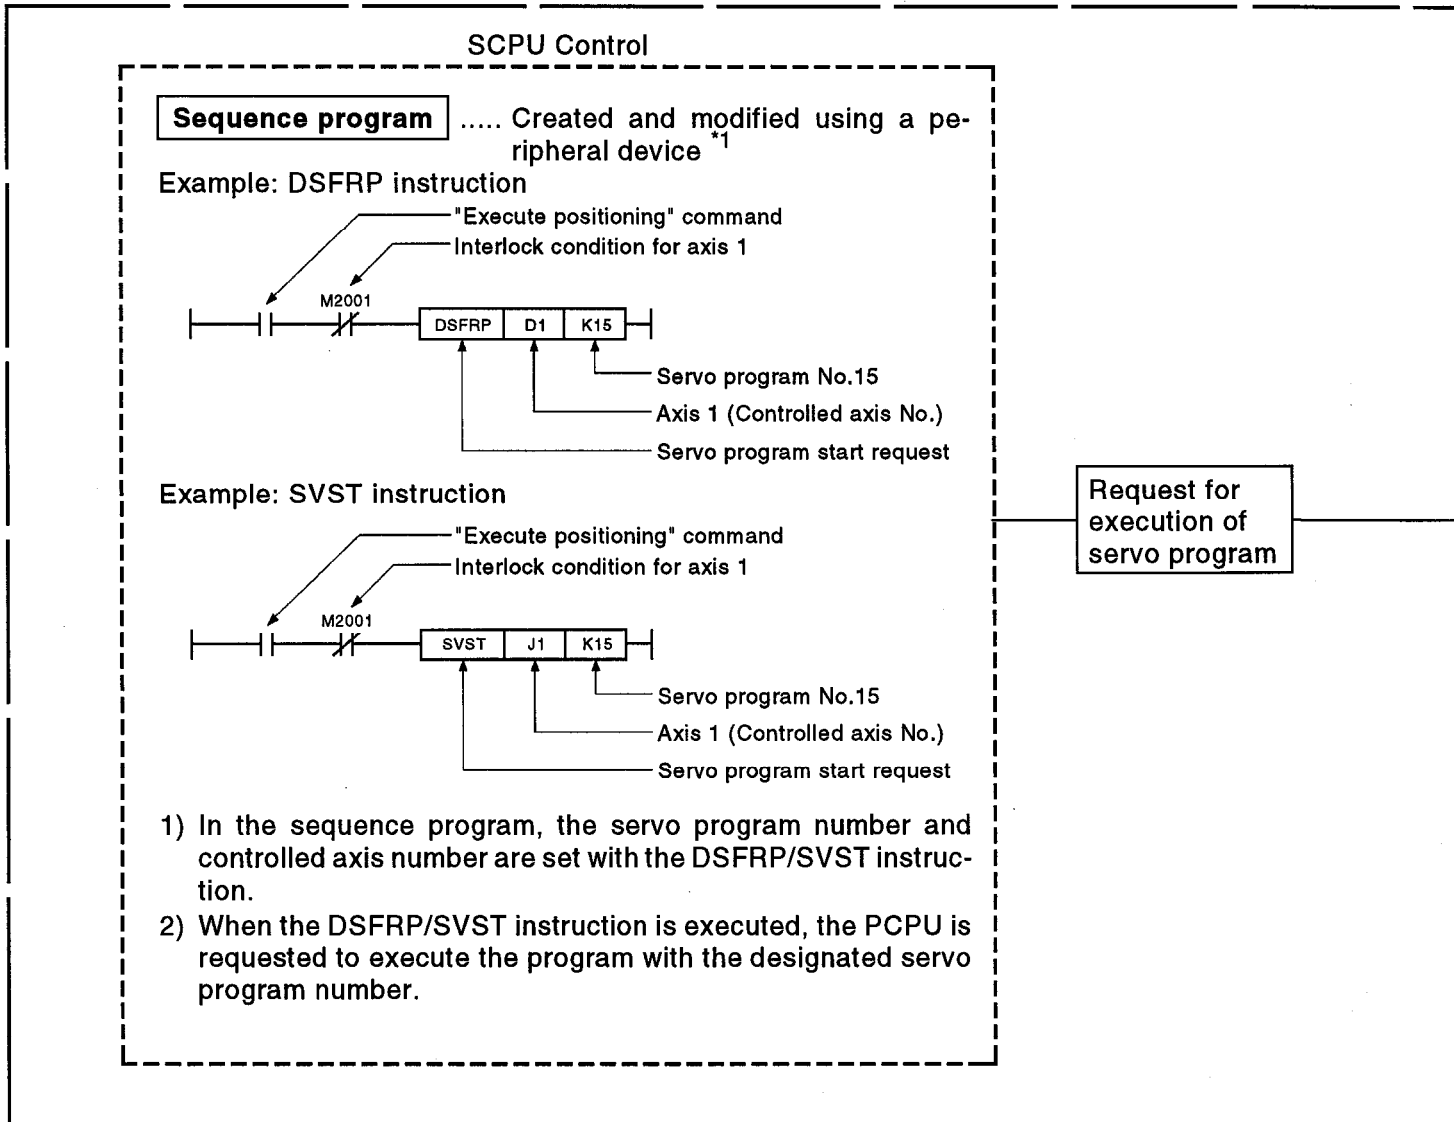 SCPU Control
Sequence program ..... Created and modified using a pe-
ripheral device *1
Example: DSFRP instruction
"Execute positioning" command
Interlock condition for axis 1
M2001
DSFRP D1 K15
Servo program No.15
Axis 1 (Controlled axis No.)
Servo program start request
Example: SVST instruction
"Execute positioning" command
Interlock condition for axis 1
M2001
SVST J1 K15
Servo program No.15
Axis 1 (Controlled axis No.)
Servo program start request
1) In the sequence program, the servo program number and
controlled axis number are set with the DSFRP/SVST instruc-
tion.
2) When the DSFRP/SVST instruction is executed, the PCPU is
requested to execute the program with the designated servo
program number.
Request for
execution of
servo program